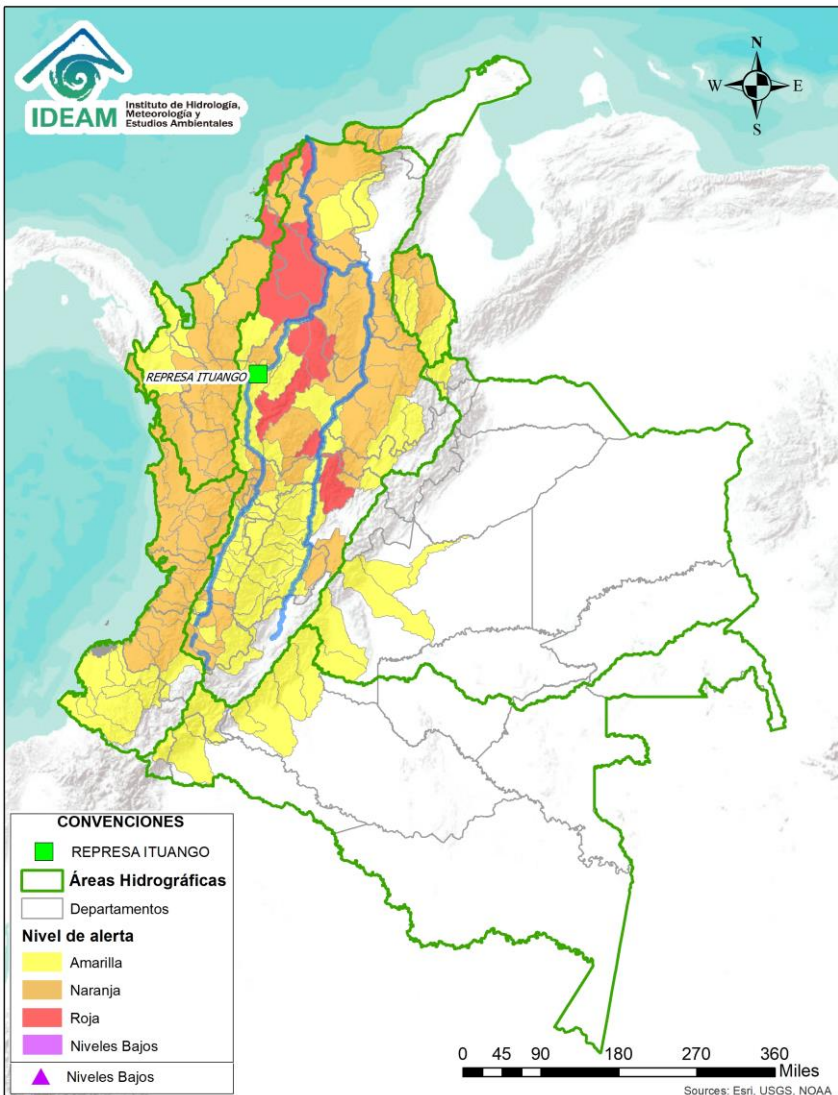 IDEAM
Instituto de Hidrología,
Meteorología y
Estudios Ambientales
N
W
E
S
REPRESA ITUANGO
CONVENCIONES
REPRESA ITUANGO
Áreas Hidrográficas
Departamentos
Nivel de alerta
Amarilla
Naranja
Roja
Niveles Bajos
Niveles Bajos
0 45 90 180 270 360
Miles
Sources: Esri, USGS, NOAA